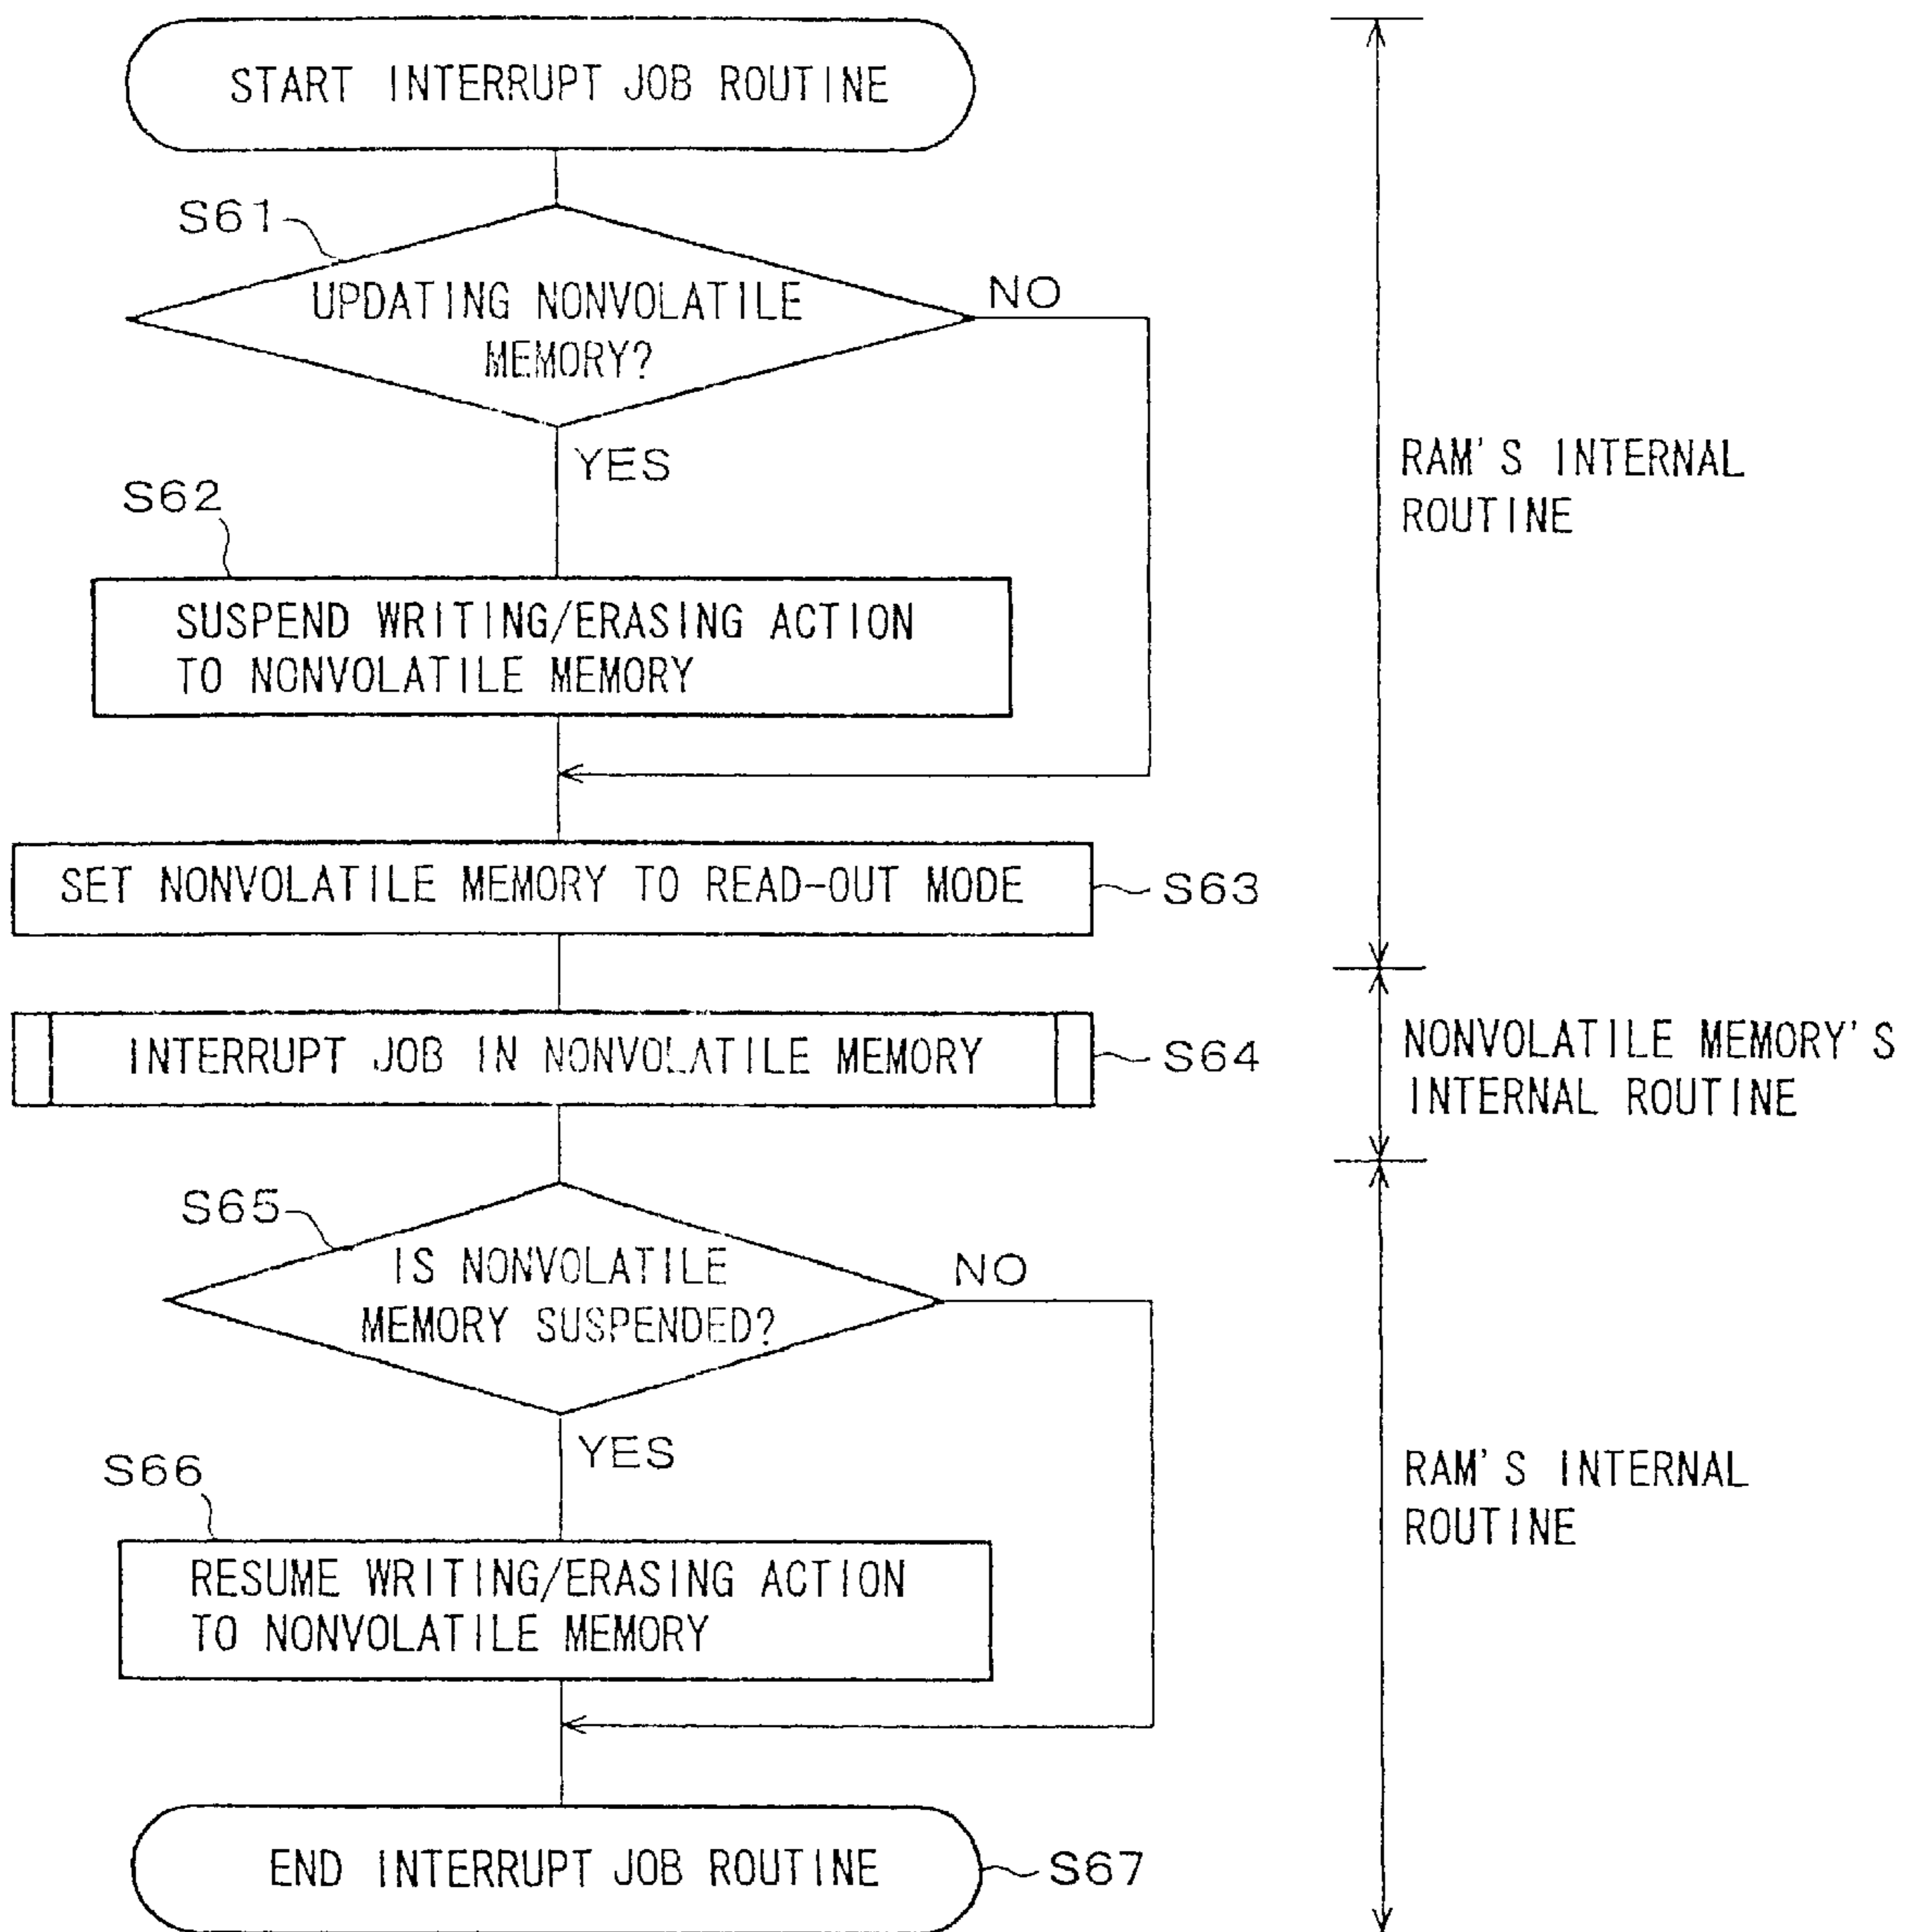 START INTERRUPT JOB ROUTINE
S61
UPDATING NONVOLATILE
MEMORY?
NO
YES
RAM'S INTERNAL
ROUTINE
S62
SUSPEND WRITING/ERASING ACTION
TO NONVOLATILE MEMORY
SET NONVOLATILE MEMORY TO READ-OUT MODE
S63
INTERRUPT JOB IN NONVOLATILE MEMORY
S64
NONVOLATILE MEMORY'S
INTERNAL ROUTINE
S65
IS NONVOLATILE
MEMORY SUSPENDED?
NO
YES
RAM'S INTERNAL
ROUTINE
S66
RESUME WRITING/ERASING ACTION
TO NONVOLATILE MEMORY
END INTERRUPT JOB ROUTINE
S67